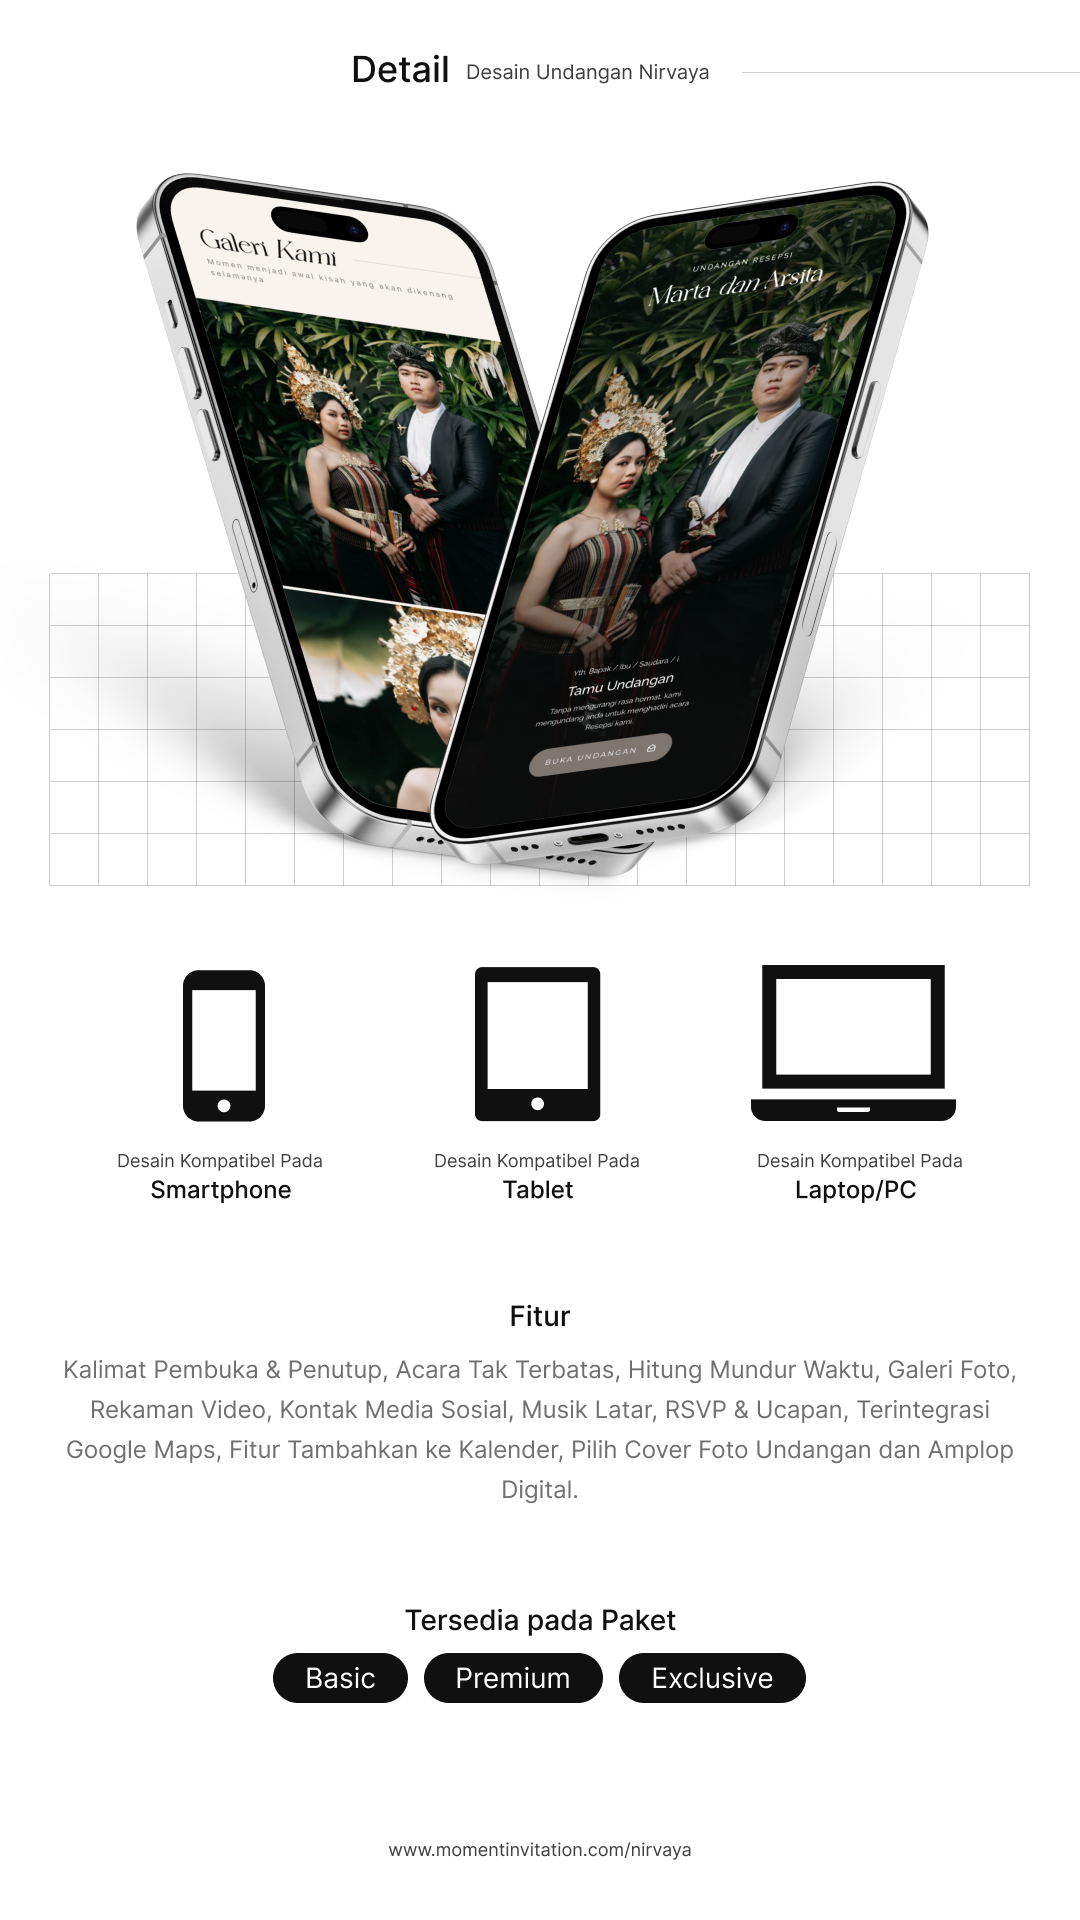 Detail Desain Undangan Nirvaya
Galeri Kami
Momen menjadi awal kisah yang akan dikenang
selamanya
UNDANGAN RESEPSI
Marta dan Arsita
Yth. Bapak / Ibu / Saudara / i
Tamu Undangan
Tanpa mengurangi rasa hormat, kami
mengundang anda untuk menghadiri acara
Resepsi kami.
BUKA UNDANGAN
Desain Kompatibel Pada
Smartphone
Desain Kompatibel Pada
Tablet
Desain Kompatibel Pada
Laptop/PC
Fitur
Kalimat Pembuka & Penutup, Acara Tak Terbatas, Hitung Mundur Waktu, Galeri Foto,
Rekaman Video, Kontak Media Sosial, Musik Latar, RSVP & Ucapan, Terintegrasi
Google Maps, Fitur Tambahkan ke Kalender, Pilih Cover Foto Undangan dan Amplop
Digital.
Tersedia pada Paket
Basic Premium Exclusive
www.momentinvitation.com/nirvaya